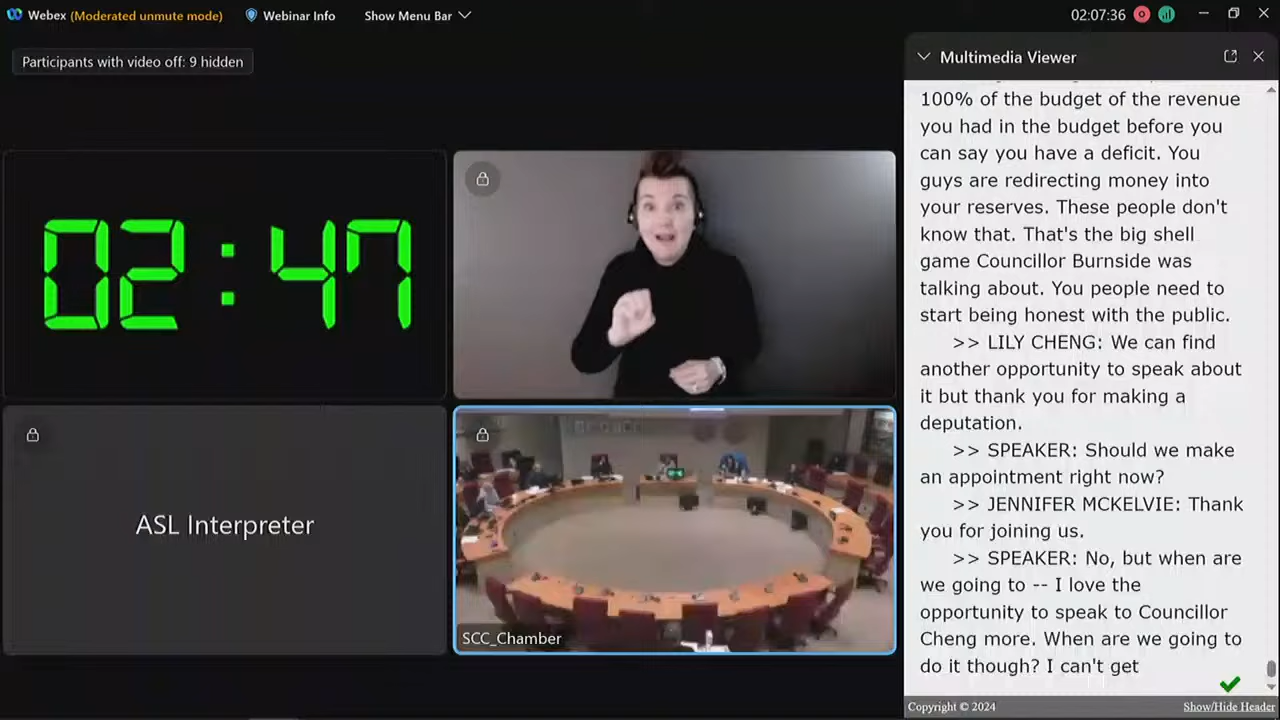 Webex (Moderated unmute mode)
Webinar Info
Show Menu Bar
02:07:36
Participants with video off: 9 hidden
Multimedia Viewer
02:47
ASL Interpreter
SCC_Chamber
100% of the budget of the revenue
you had in the budget before you
can say you have a deficit. You
guys are redirecting money into
your reserves. These people don't
know that. That's the big shell
game Councillor Burnside was
talking about. You people need to
start being honest with the public.
>> LILY CHENG: We can find
another opportunity to speak about
it but thank you for making a
deputation.
>> SPEAKER: Should we make
an appointment right now?
>> JENNIFER MCKELVIE: Thank
you for joining us.
>> SPEAKER: No, but when are
we going to -- I love the
opportunity to speak to Councillor
Cheng more. When are we going to
do it though? I can't get
Copyright © 2024
Show/Hide Header